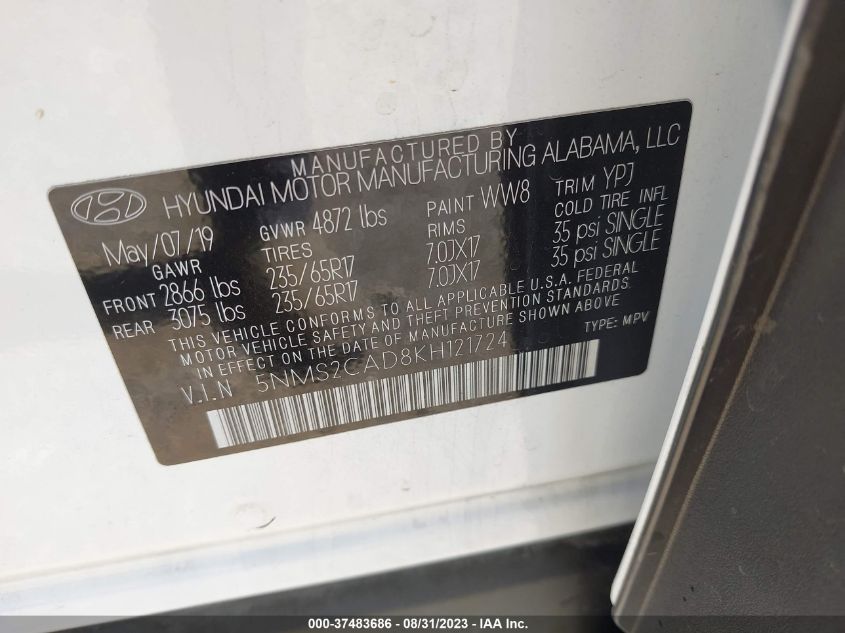 MANUFACTURED BY
HYUNDAI MOTOR MANUFACTURING ALABAMA, LLC
May/07/19 GVWR 4872 lbs PAINT WW8 TRIM YPJ
GAWR TIRES RIMS COLD TIRE INFL
FRONT 2866 lbs 235/65R17 7.0JX17 35 psi SINGLE
REAR 3075 lbs 235/65R17 7.0JX17 35 psi SINGLE
THIS VEHICLE CONFORMS TO ALL APPLICABLE U.S.A. FEDERAL
MOTOR VEHICLE SAFETY AND THEFT PREVENTION STANDARDS
IN EFFECT ON THE DATE OF MANUFACTURE SHOWN ABOVE
V.I.N 5NMS2CAD8KH121724 TYPE: MPV
000-37483686 - 08/31/2023 - IAA Inc.